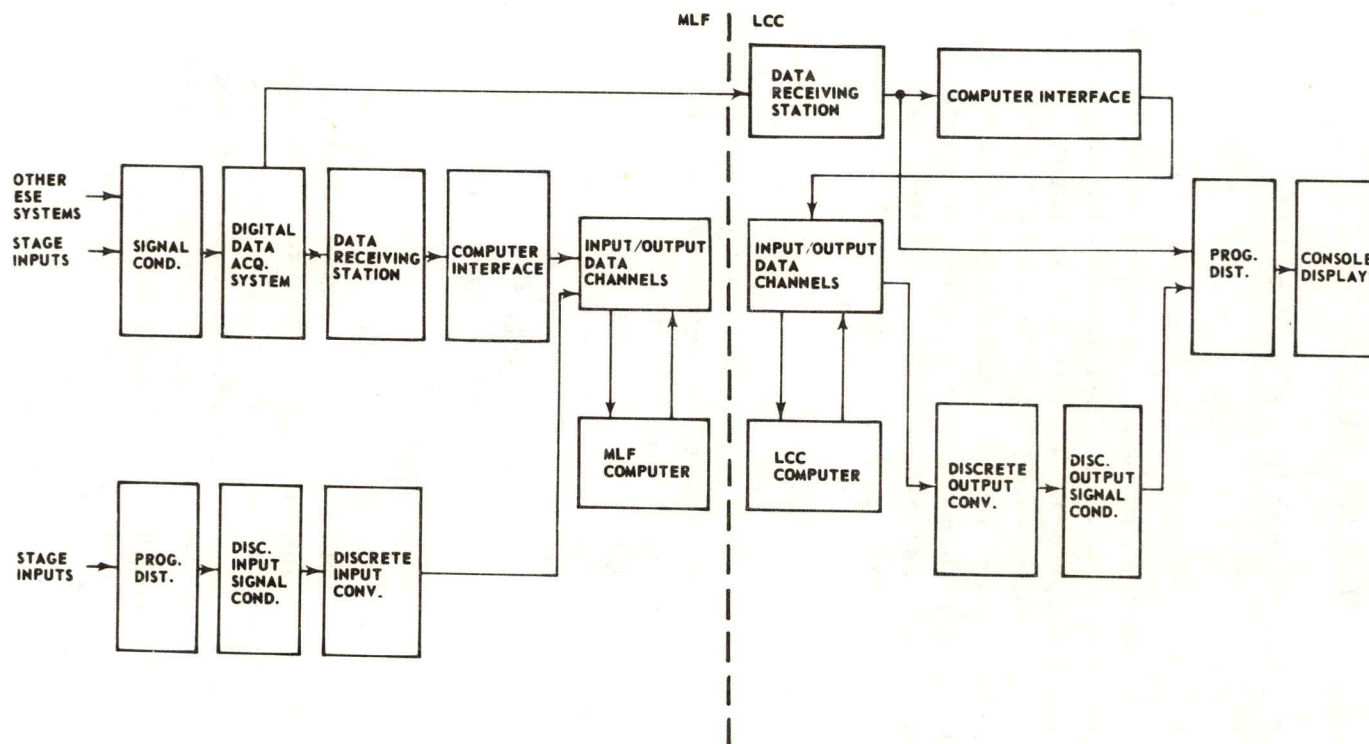 MLF
LCC
DATA
RECEIVING
STATION
COMPUTER INTERFACE
OTHER
ESE
SYSTEMS
STAGE
INPUTS
SIGNAL
COND.
DIGITAL
DATA
ACQ.
SYSTEM
DATA
RECEIVING
STATION
COMPUTER
INTERFACE
INPUT/OUTPUT
DATA
CHANNELS
INPUT/OUTPUT
DATA
CHANNELS
PROG.
DIST.
CONSOLE
DISPLAY
MLF
COMPUTER
LCC
COMPUTER
DISCRETE
OUTPUT
CONV.
DISC.
OUTPUT
SIGNAL
COND.
STAGE
INPUTS
PROG.
DIST.
DISC.
INPUT
SIGNAL
COND.
DISCRETE
INPUT
CONV.